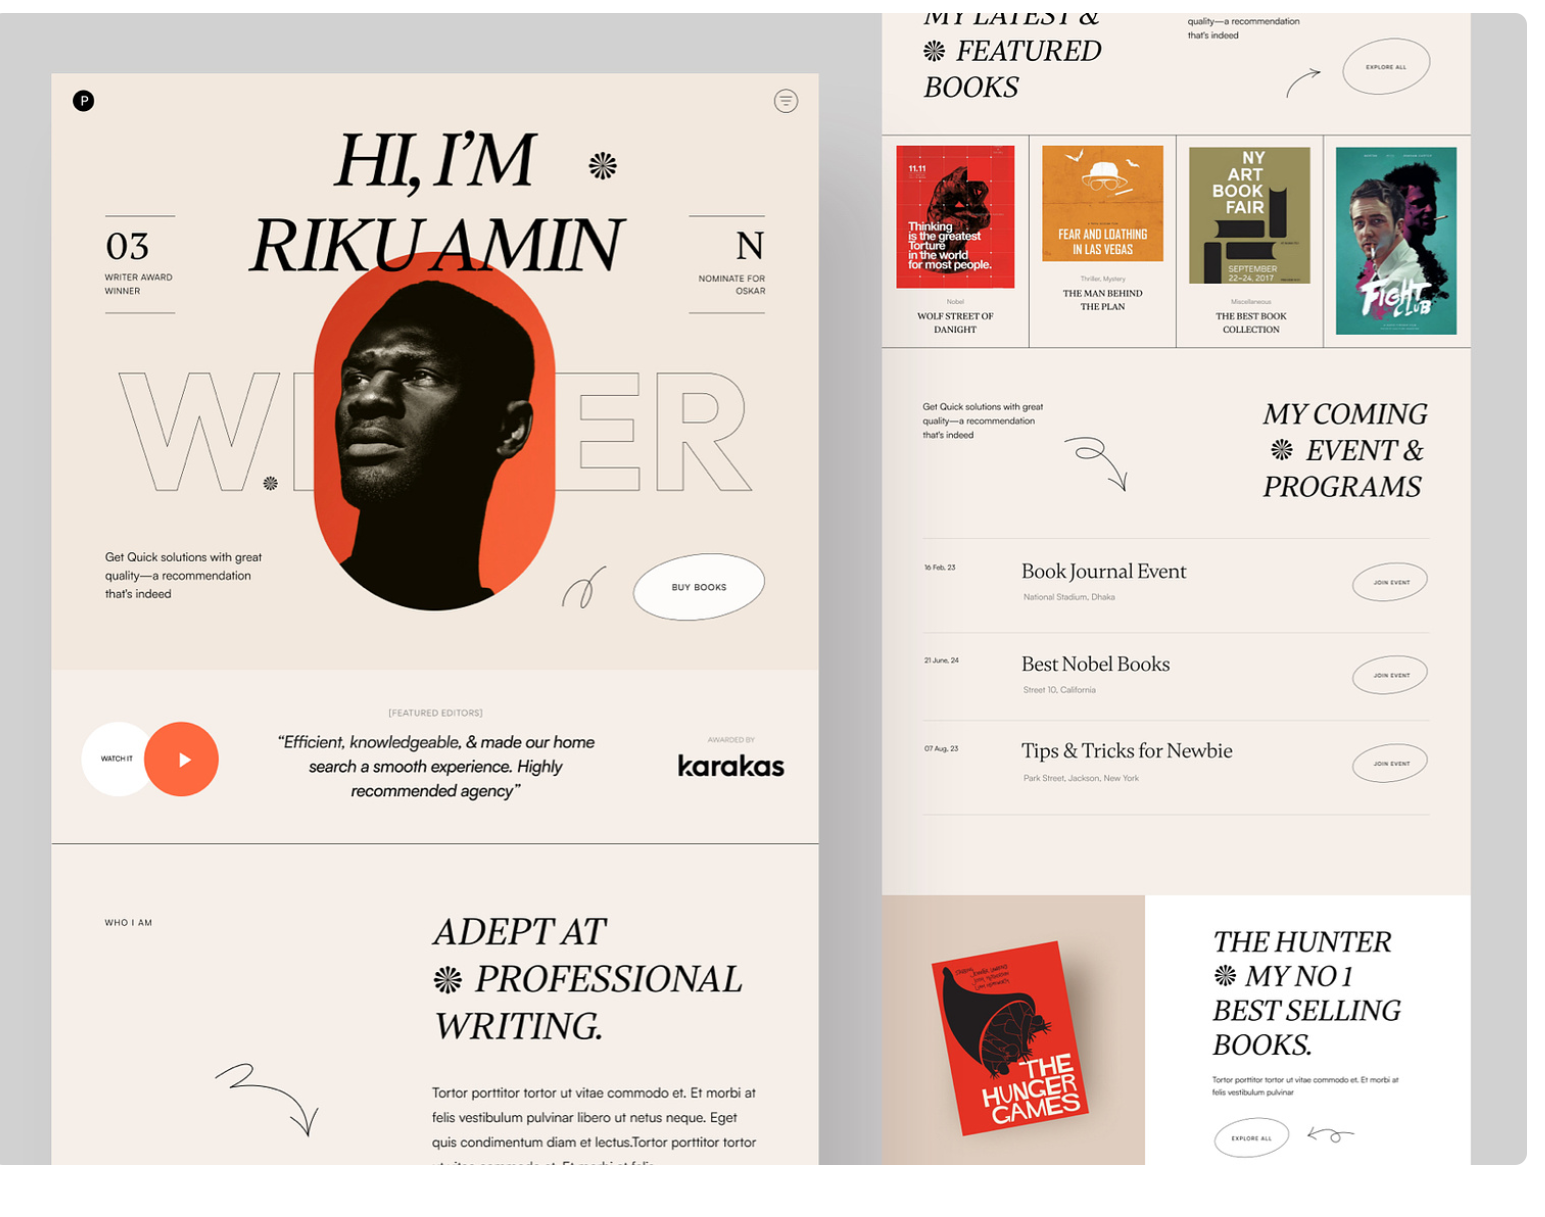 P
HI, I’M
RIKU AMIN
03
WRITER AWARD
WINNER
N
NOMINATE FOR
OSKAR
W ER
Get Quick solutions with great
quality—a recommendation
that's indeed
BUY BOOKS
WATCH IT
[FEATURED EDITORS]
“Efficient, knowledgeable, & made our home
search a smooth experience. Highly
recommended agency”
AWARDED BY
karakas
WHO I AM
ADEPT AT
PROFESSIONAL
WRITING.
Tortor porttitor tortor ut vitae commodo et. Et morbi at
felis vestibulum pulvinar libero ut netus neque. Eget
quis condimentum diam et lectus.Tortor porttitor tortor
MY LATEST &
FEATURED
BOOKS
quality—a recommendation
that's indeed
EXPLORE ALL
11.11
Thinking
is the greatest
Torture
in the world
for most people.
Nobel
WOLF STREET OF
DANIGHT
FEAR AND LOATHING
IN LAS VEGAS
Thriller, Mystery
THE MAN BEHIND
THE PLAN
NY
ART
BOOK
FAIR
SEPTEMBER
22–24, 2017
Miscellaneous
THE BEST BOOK
COLLECTION
FIGHT
CLUB
Get Quick solutions with great
quality—a recommendation
that's indeed
MY COMING
EVENT &
PROGRAMS
16 Feb, 23
Book Journal Event
National Stadium, Dhaka
JOIN EVENT
21 June, 24
Best Nobel Books
Street 10, California
JOIN EVENT
07 Aug, 23
Tips & Tricks for Newbie
Park Street, Jackson, New York
JOIN EVENT
THE
HUNGER
GAMES
THE HUNTER
MY NO 1
BEST SELLING
BOOKS.
Tortor porttitor tortor ut vitae commodo et. Et morbi at
felis vestibulum pulvinar
EXPLORE ALL